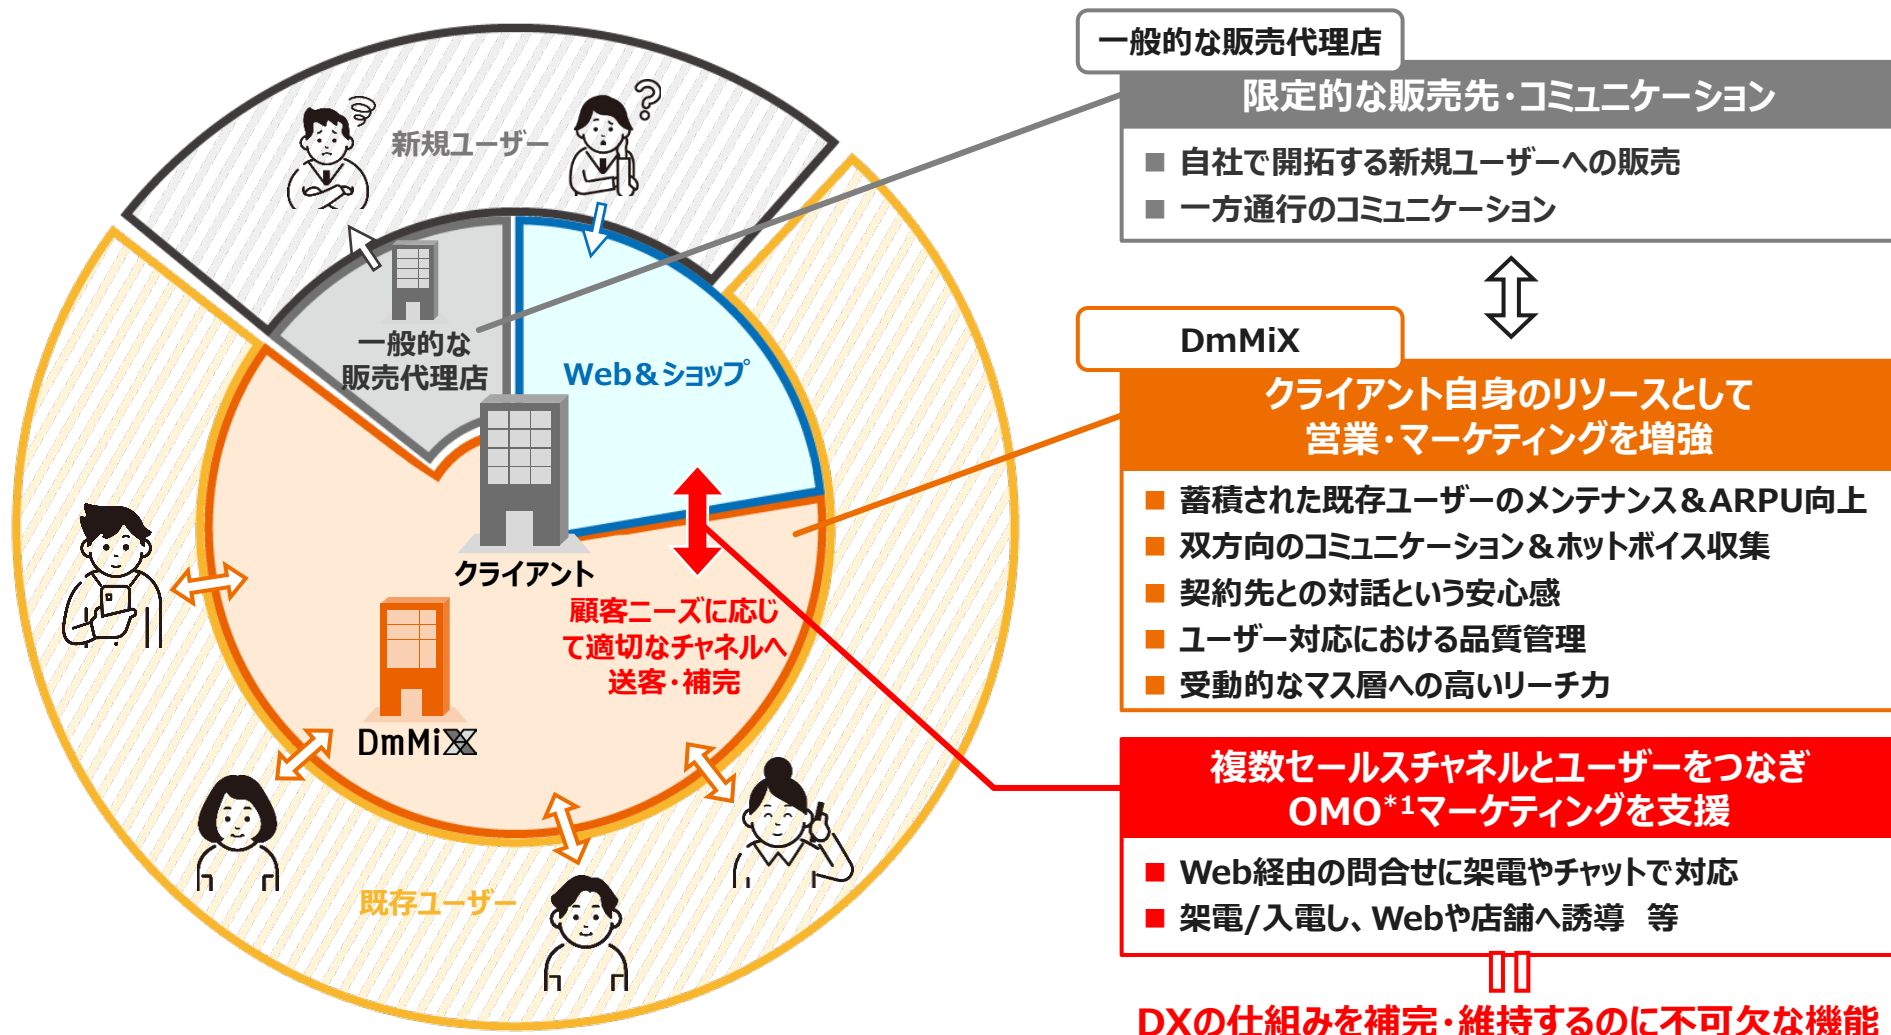 新規ユーザー
?
一般的な
販売代理店
Web&ショップ
クライアント
顧客ニーズに応じ
て適切なチャネルへ
送客・補完
DmMiX
既存ユーザー
一般的な販売代理店
限定的な販売先・コミュニケーション
自社で開拓する新規ユーザーへの販売
一方通行のコミュニケーション
DmMiX
クライアント自身のリソースとして
営業・マーケティングを増強
蓄積された既存ユーザーのメンテナンス&ARPU向上
双方向のコミュニケーション&ホットボイス収集
契約先との対話という安心感
ユーザー対応における品質管理
受動的なマス層への高いリーチ力
複数セールスチャネルとユーザーをつなぎ
OMO*1マーケティングを支援
Web経由の問合せに架電やチャットで対応
架電/入電し、Webや店舗へ誘導 等
DXの仕組みを補完・維持するのに不可欠な機能